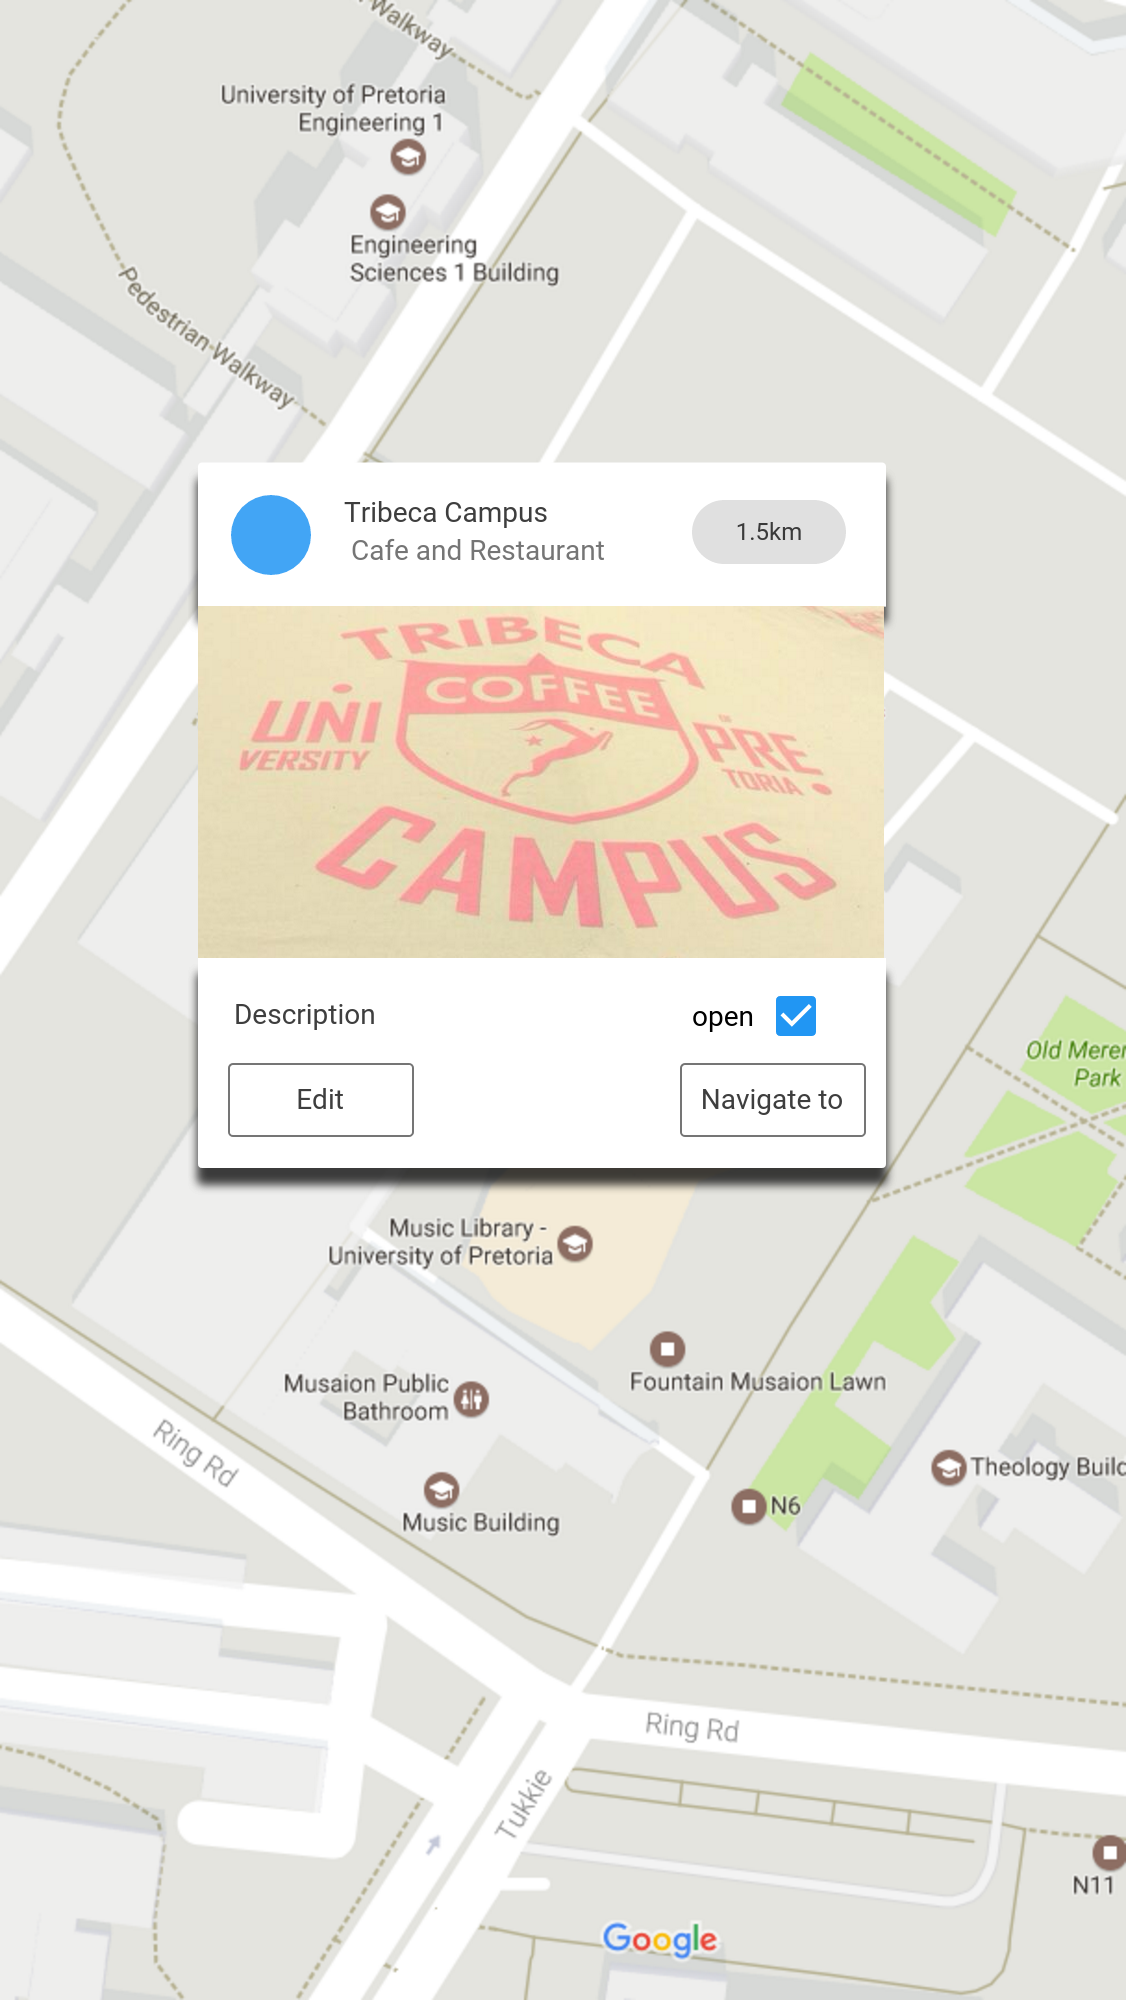 Walkway
University of Pretoria
Engineering 1
Engineering
Sciences 1 Building
Pedestrian Walkway
Tribeca Campus
1.5km
Cafe and Restaurant
TRIBECA
COFFEE
UNI
VERSITY
OF
PRE
TORIA
CAMPUS
Description
open
Edit
Navigate to
Old Merer
Park
Music Library -
University of Pretoria
Fountain Musaion Lawn
Musaion Public
Bathroom
Ring Rd
Theology Build
N6
Music Building
Ring Rd
Tukkie
N11
Google